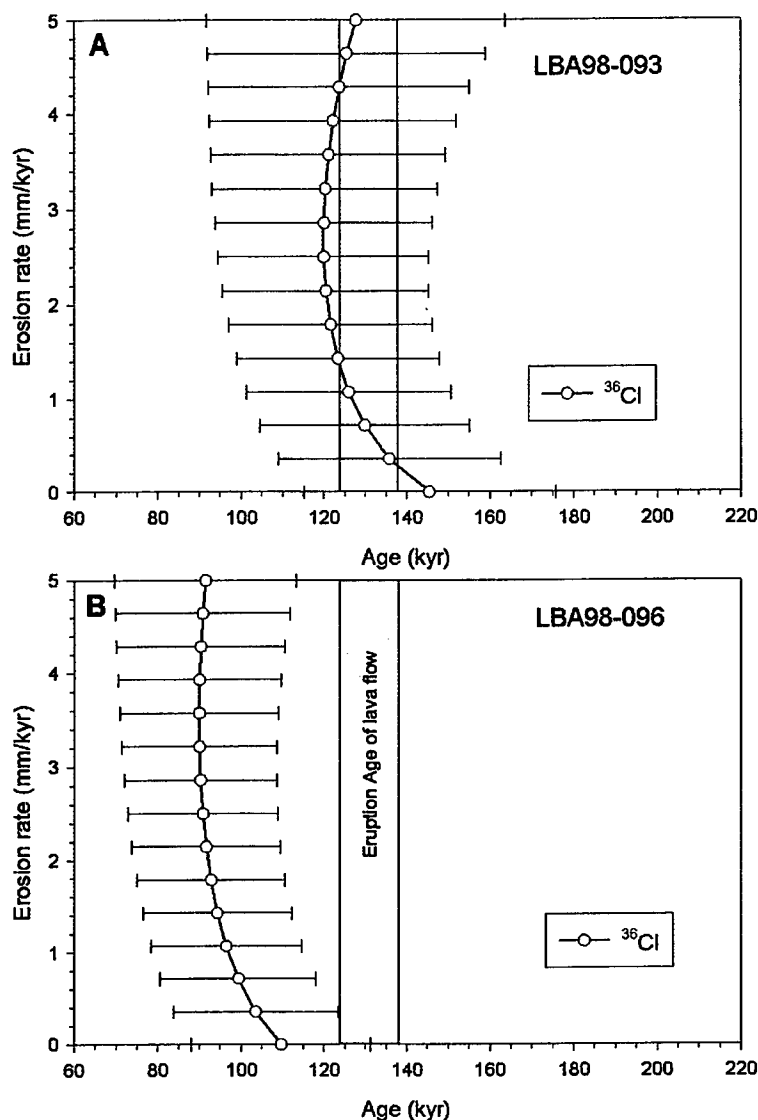 A
LBA98-093
5
4
3
2
1
0
Erosion rate (mm/kyr)
³⁶Cl
60 80 100 120 140 160 180 200 220
Age (kyr)
B
LBA98-096
5
4
3
2
1
0
Erosion rate (mm/kyr)
Eruption Age of lava flow
³⁶Cl
60 80 100 120 140 160 180 200 220
Age (kyr)